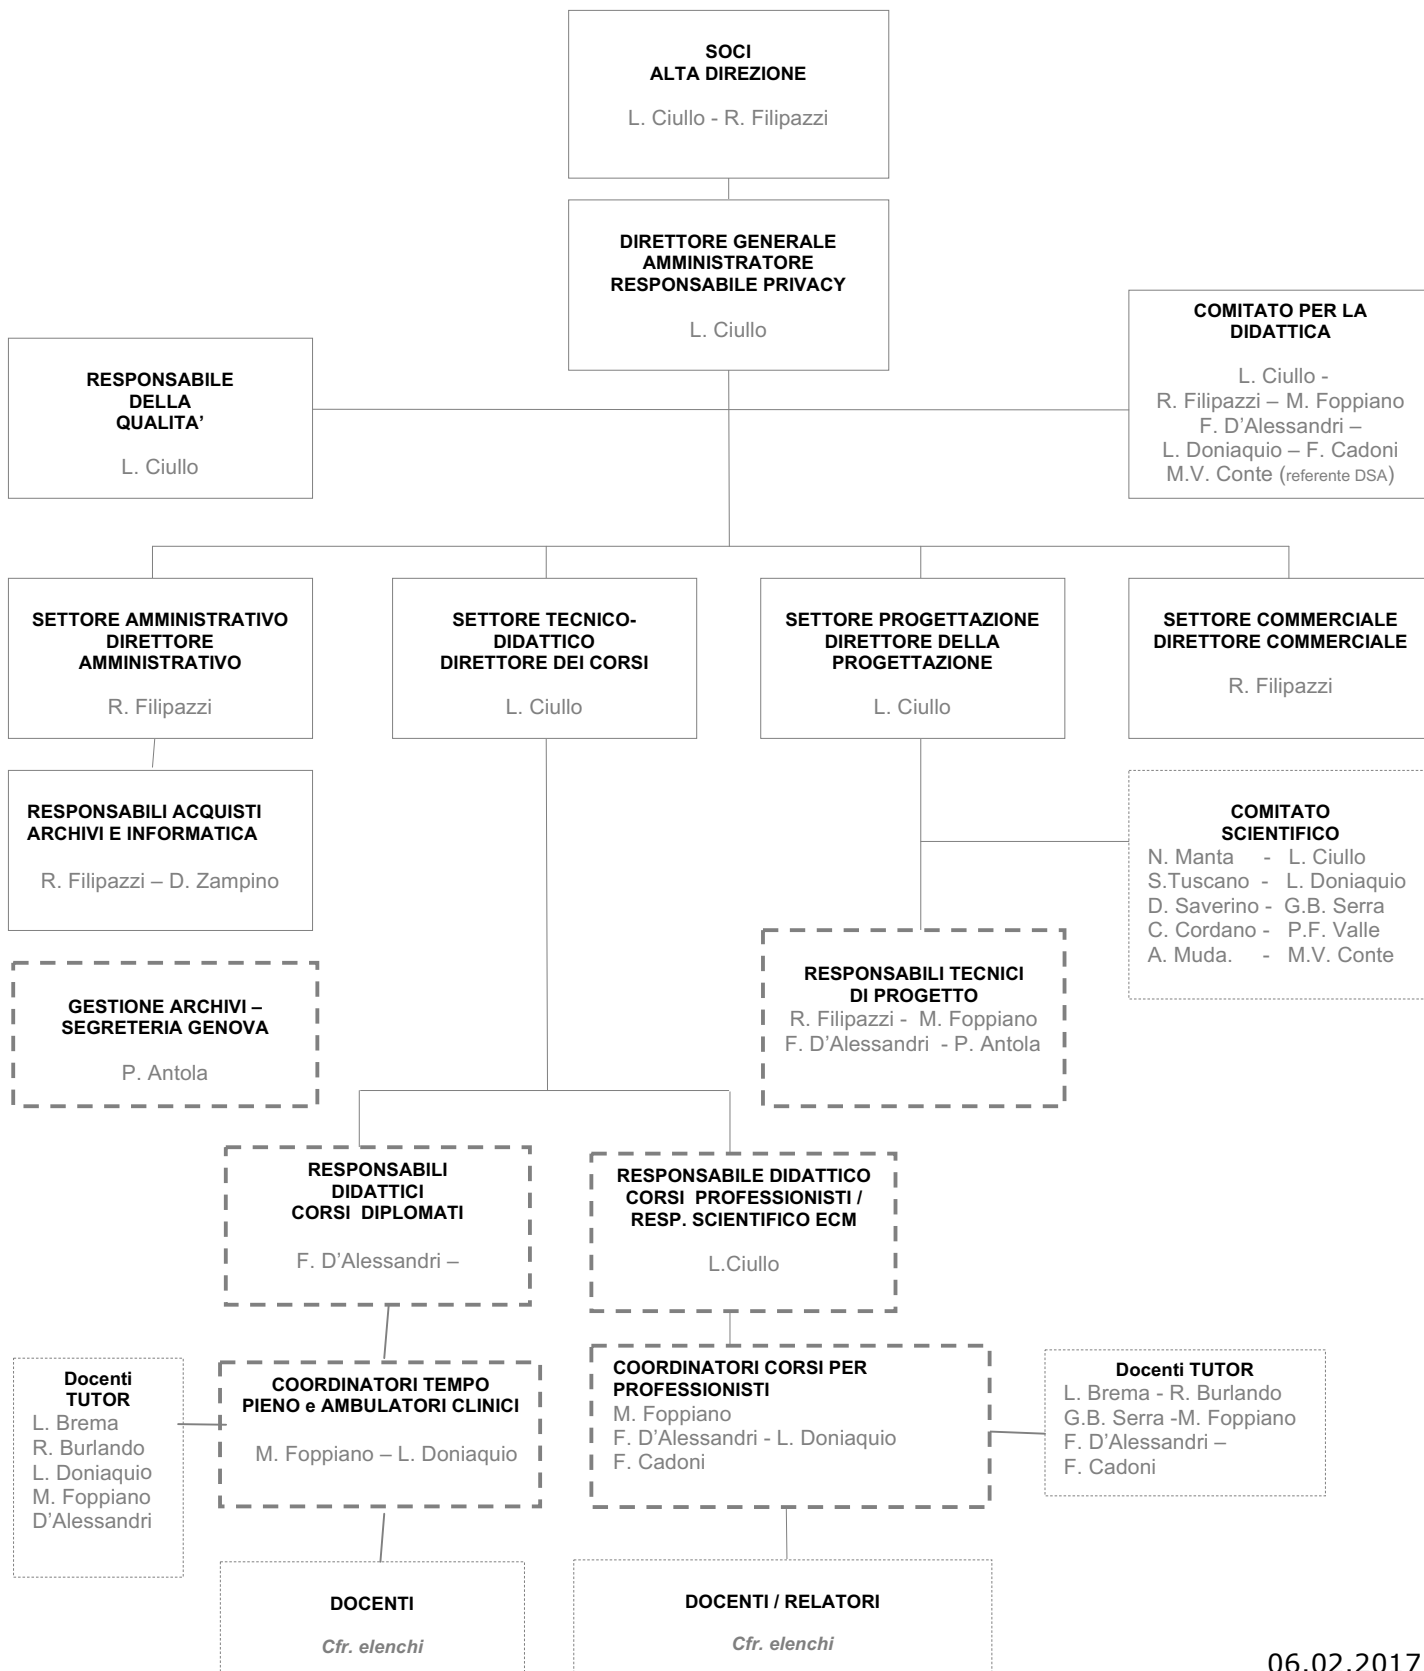 SOCI
ALTA DIREZIONE
L. Ciullo - R. Filipazzi
DIRETTORE GENERALE
AMMINISTRATORE
RESPONSABILE PRIVACY
L. Ciullo
RESPONSABILE
DELLA
QUALITA’
L. Ciullo
COMITATO PER LA
DIDATTICA
L. Ciullo -
R. Filipazzi – M. Foppiano
F. D’Alessandri –
L. Doniaquio – F. Cadoni
M.V. Conte (referente DSA)
SETTORE AMMINISTRATIVO
DIRETTORE
AMMINISTRATIVO
R. Filipazzi
SETTORE TECNICO-
DIDATTICO
DIRETTORE DEI CORSI
L. Ciullo
SETTORE PROGETTAZIONE
DIRETTORE DELLA
PROGETTAZIONE
L. Ciullo
SETTORE COMMERCIALE
DIRETTORE COMMERCIALE
R. Filipazzi
RESPONSABILI ACQUISTI
ARCHIVI E INFORMATICA
R. Filipazzi – D. Zampino
COMITATO
SCIENTIFICO
N. Manta - L. Ciullo
S.Tuscano - L. Doniaquio
D. Saverino - G.B. Serra
C. Cordano - P.F. Valle
A. Muda. - M.V. Conte
GESTIONE ARCHIVI –
SEGRETERIA GENOVA
P. Antola
RESPONSABILI TECNICI
DI PROGETTO
R. Filipazzi - M. Foppiano
F. D’Alessandri - P. Antola
RESPONSABILI
DIDATTICI
CORSI DIPLOMATI
F. D’Alessandri –
RESPONSABILE DIDATTICO
CORSI PROFESSIONISTI /
RESP. SCIENTIFICO ECM
L.Ciullo
Docenti
TUTOR
L. Brema
R. Burlando
L. Doniaquio
M. Foppiano
D’Alessandri
COORDINATORI TEMPO
PIENO e AMBULATORI CLINICI
M. Foppiano – L. Doniaquio
COORDINATORI CORSI PER
PROFESSIONISTI
M. Foppiano
F. D’Alessandri - L. Doniaquio
F. Cadoni
Docenti TUTOR
L. Brema - R. Burlando
G.B. Serra -M. Foppiano
F. D’Alessandri –
F. Cadoni
DOCENTI
Cfr. elenchi
DOCENTI / RELATORI
Cfr. elenchi
06.02.2017